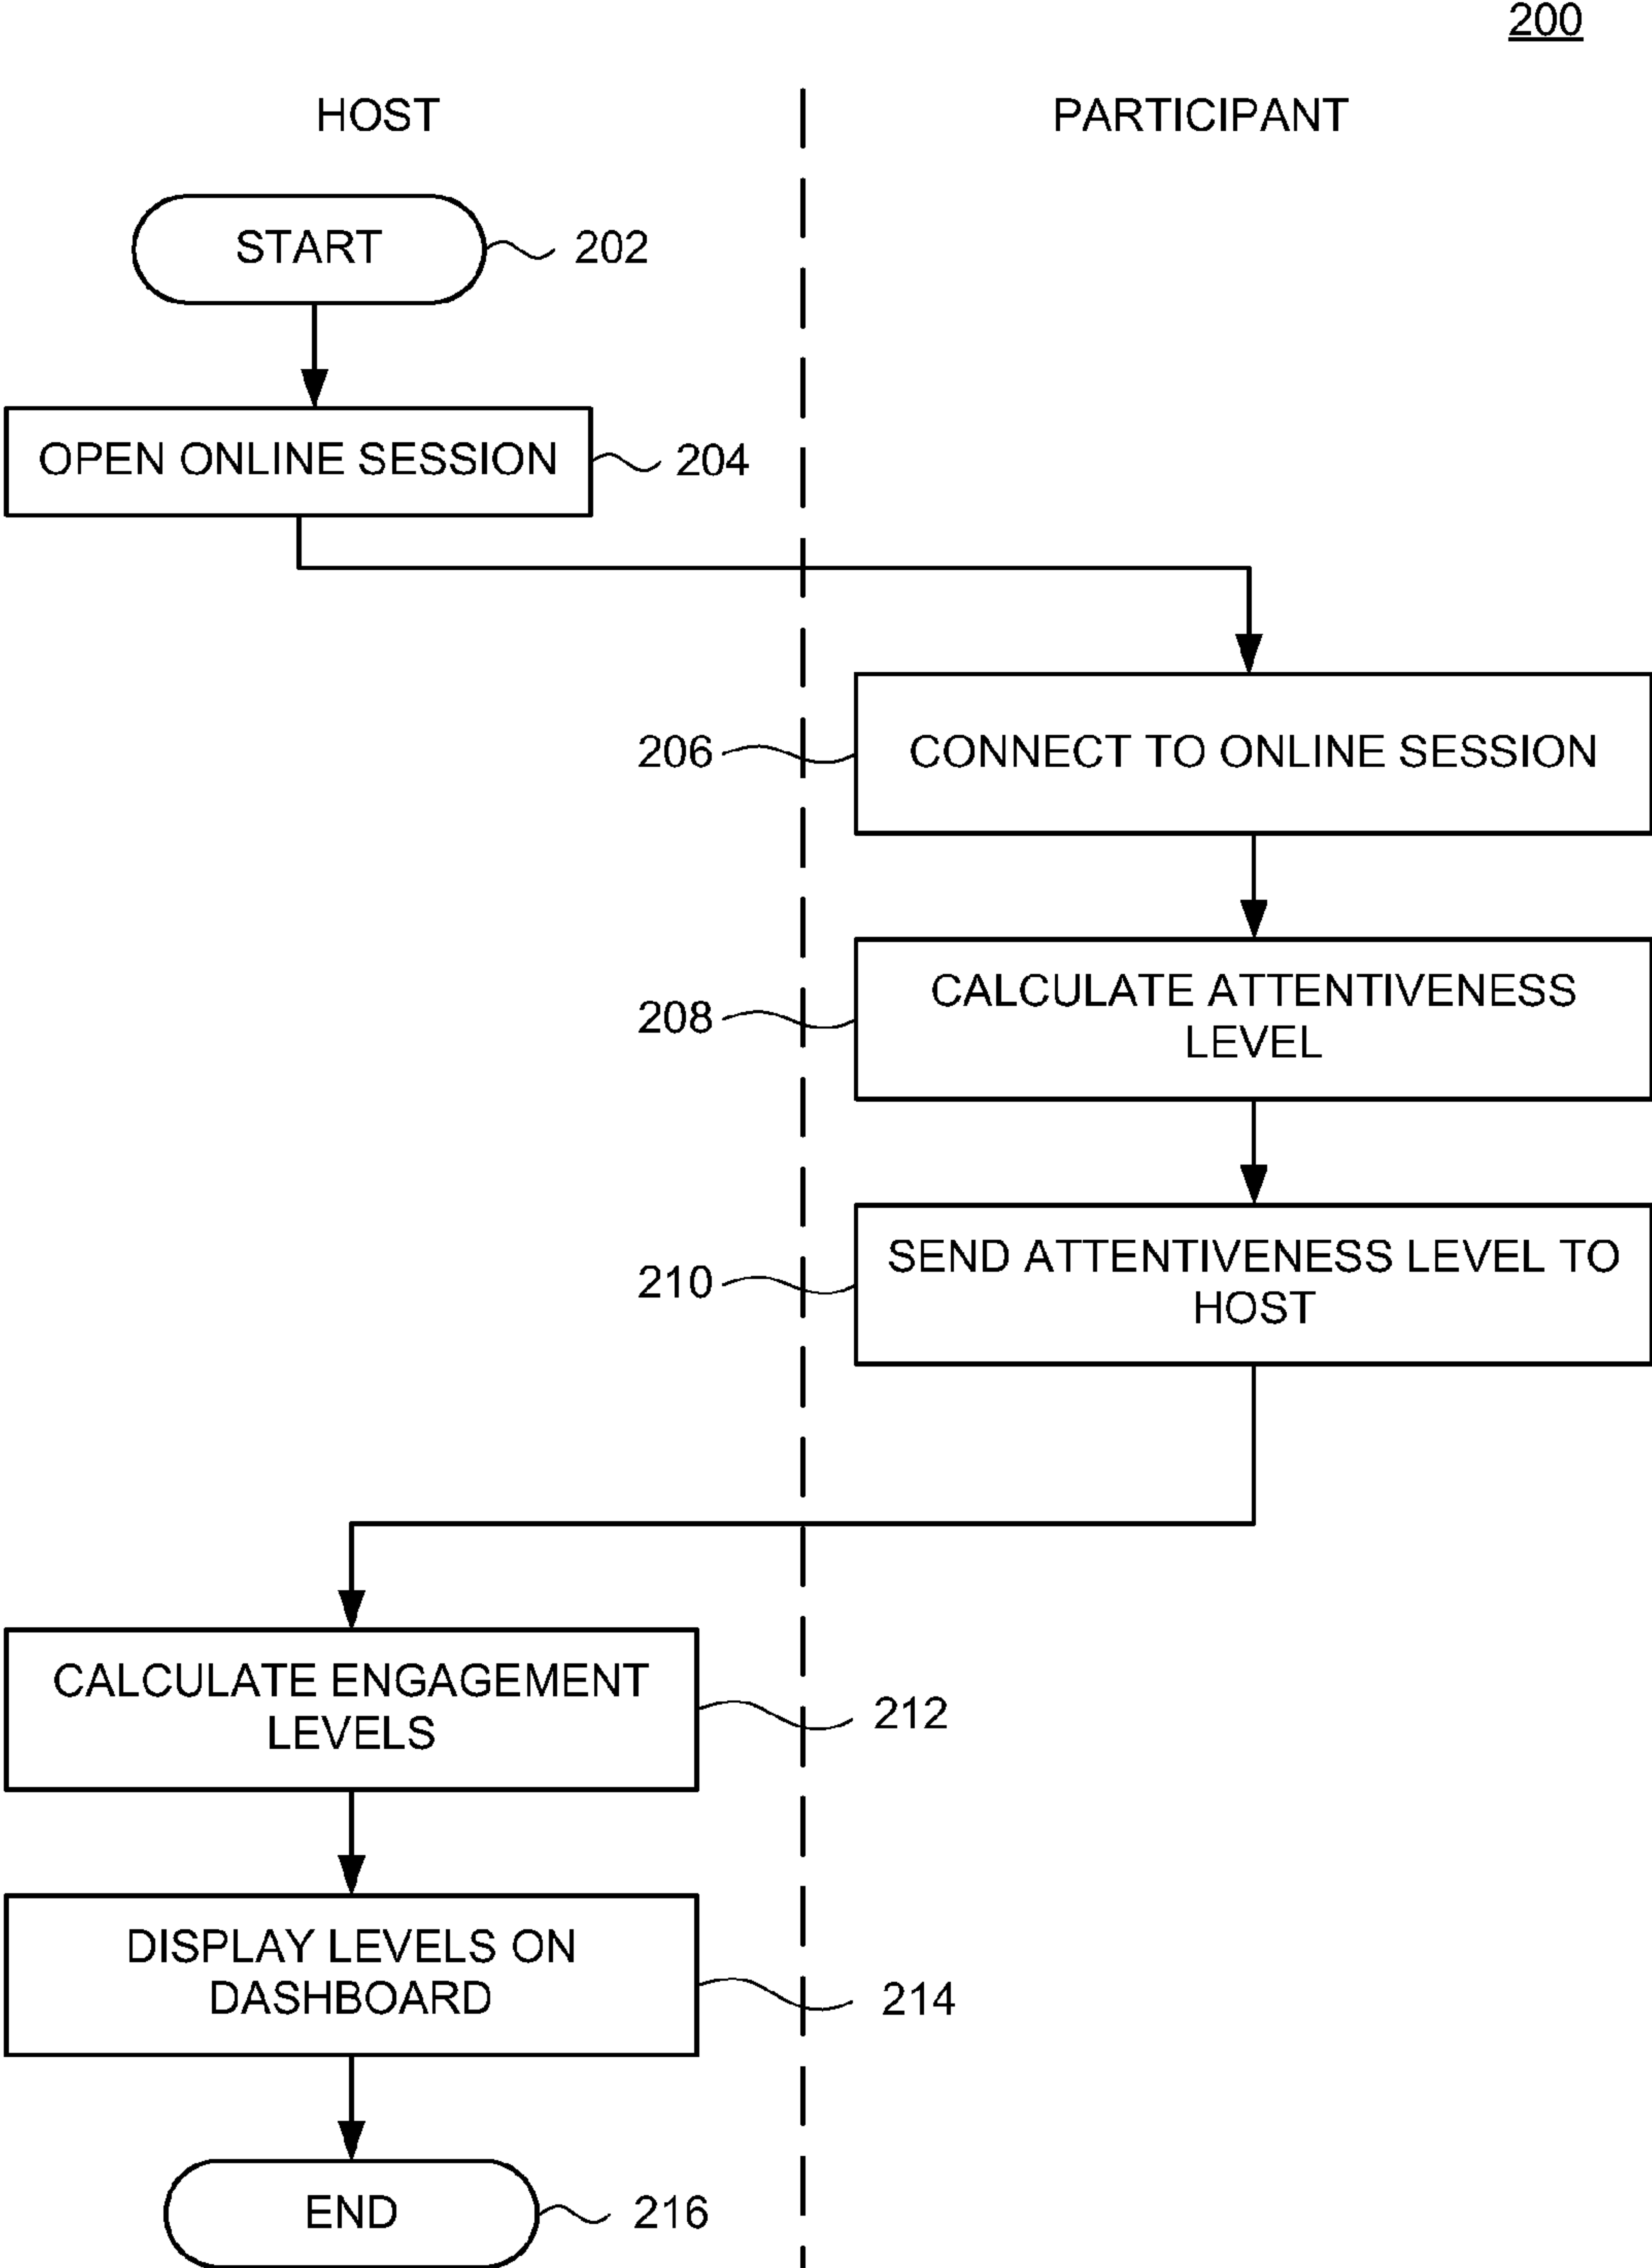 200
HOST
PARTICIPANT
START
202
OPEN ONLINE SESSION
204
206
CONNECT TO ONLINE SESSION
208
CALCULATE ATTENTIVENESS
LEVEL
210
SEND ATTENTIVENESS LEVEL TO
HOST
CALCULATE ENGAGEMENT
LEVELS
212
DISPLAY LEVELS ON
DASHBOARD
214
END
216